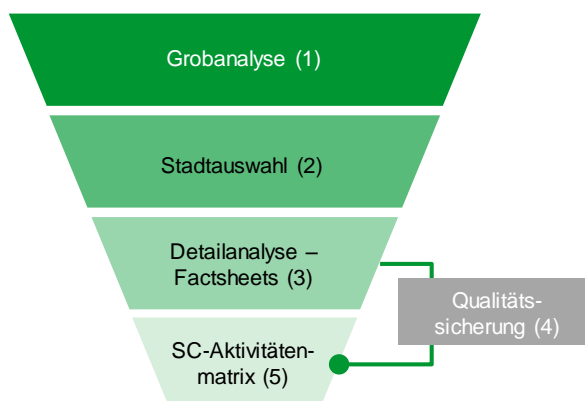 Grobanalyse (1)
Stadtauswahl (2)
Detailanalyse –
Factsheets (3)
Qualitäts-
sicherung (4)
SC-Aktivitäten-
matrix (5)